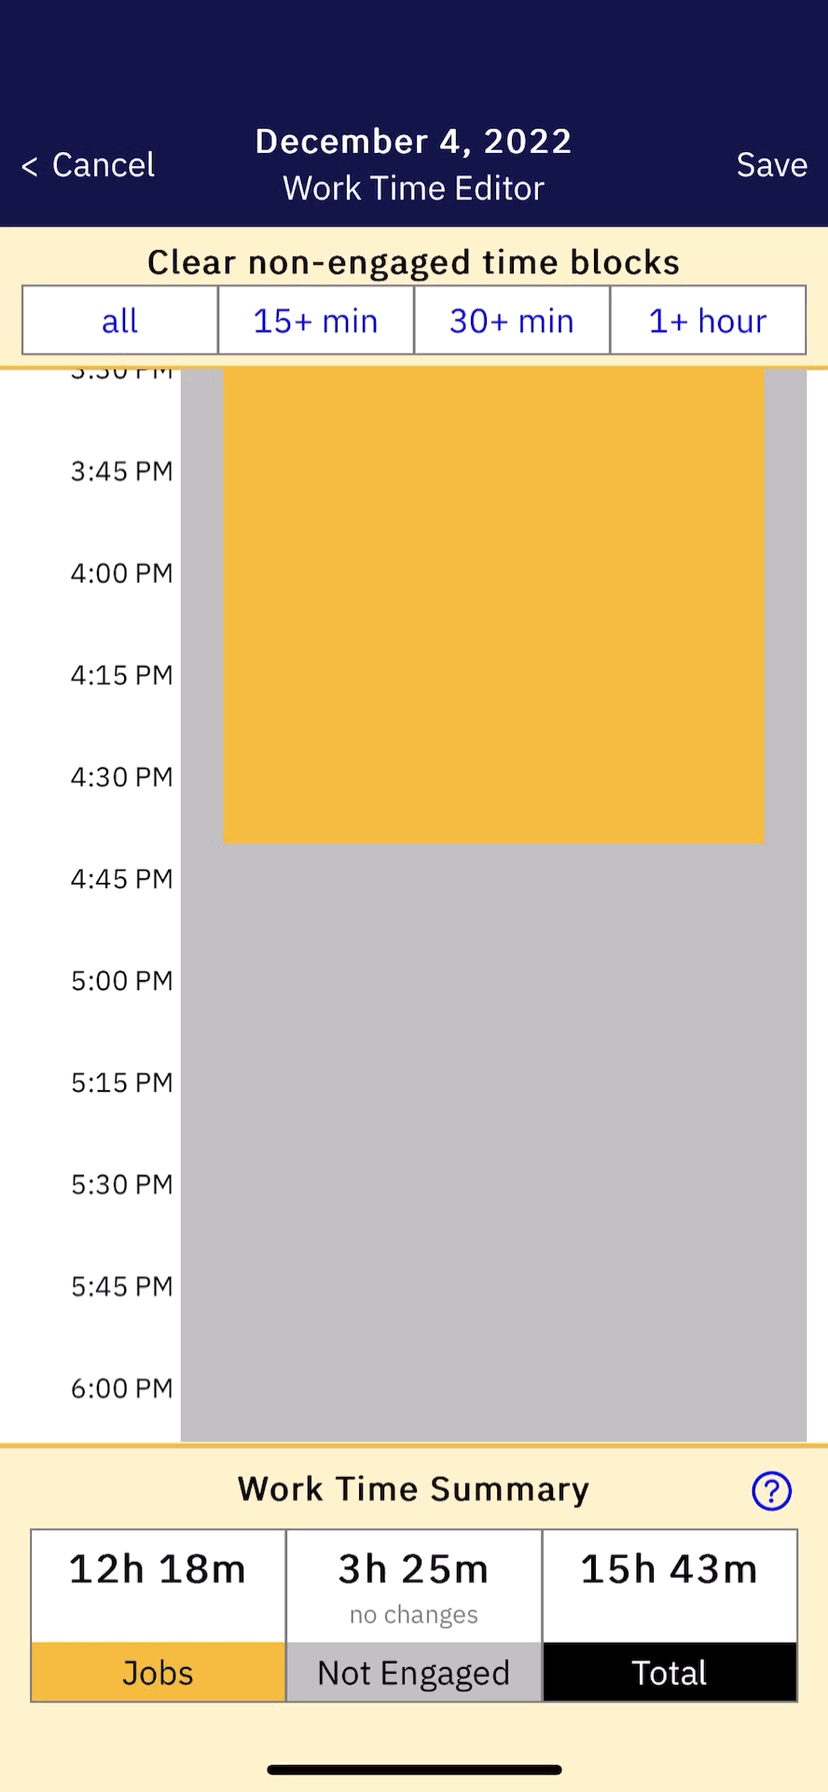 December 4, 2022
< Cancel
Work Time Editor
Save
Clear non-engaged time blocks
all
15+ min
30+ min
1+ hour
3:30 PM
3:45 PM
4:00 PM
4:15 PM
4:30 PM
4:45 PM
5:00 PM
5:15 PM
5:30 PM
5:45 PM
6:00 PM
Work Time Summary
?
12h 18m
3h 25m
15h 43m
no changes
Jobs
Not Engaged
Total